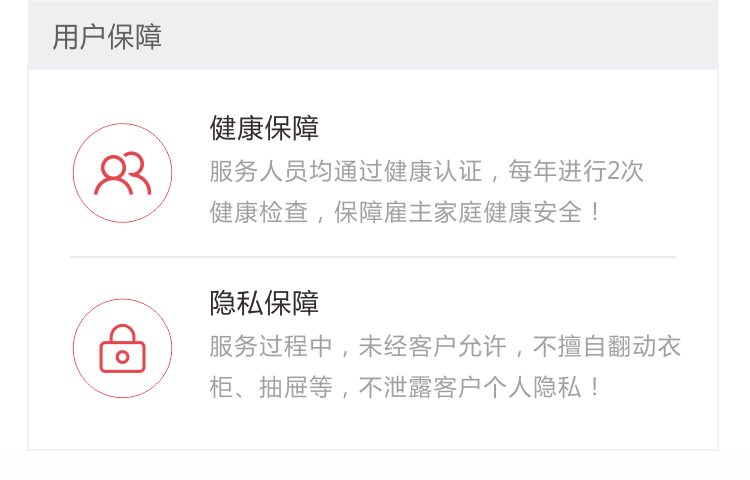 用户保障
健康保障
服务人员均通过健康认证，每年进行2次
健康检查，保障雇主家庭健康安全！
隐私保障
服务过程中，未经客户允许，不擅自翻动衣
柜、抽屉等，不泄露客户个人隐私！